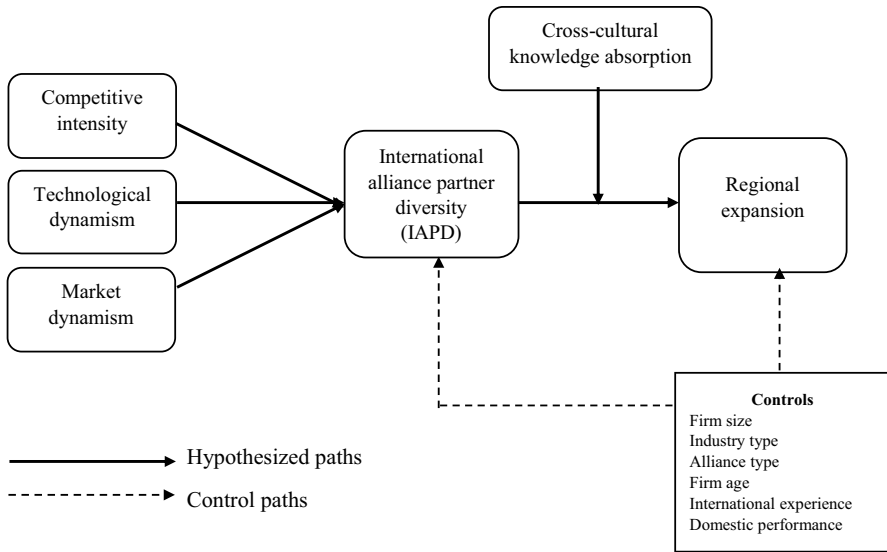 Cross-cultural
knowledge absorption
Competitive
intensity
Technological
dynamism
Market
dynamism
International
alliance partner
diversity
(IAPD)
Regional
expansion
Controls
Firm size
Industry type
Alliance type
Firm age
International experience
Domestic performance
Hypothesized paths
Control paths